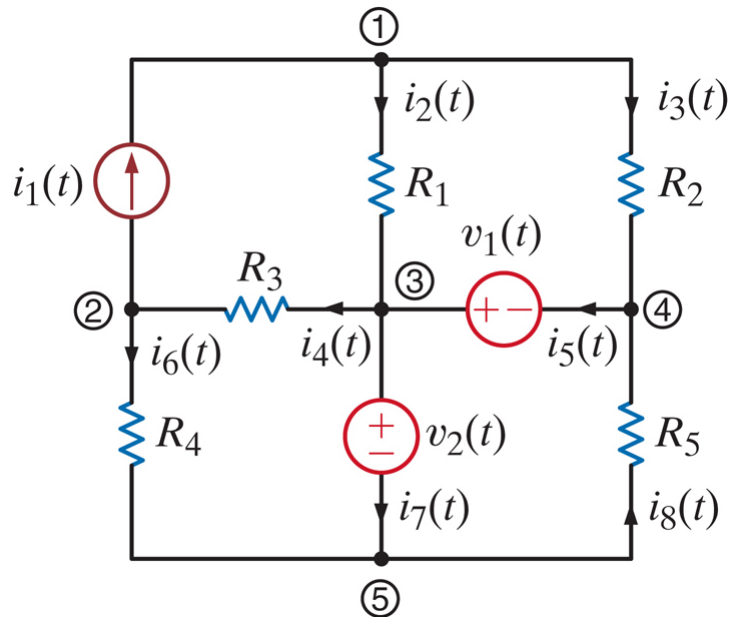 ①
i₂(t) i₃(t)
i₁(t) R₁ R₂
v₁(t)
R₃ ③
② + − ④
i₆(t) i₄(t) i₅(t)
R₄ + − v₂(t) R₅
i₇(t) i₈(t)
⑤